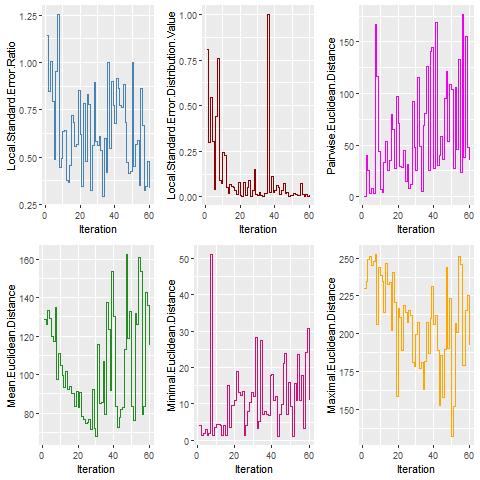 Local.Standard.Error.Ratio
1.25
1.00
0.75
0.50
0.25
0 20 40 60
Iteration
Local.Standard.Error.Distribution.Value
1.00
0.75
0.50
0.25
0.00
0 20 40 60
Iteration
Pairwise.Euclidean.Distance
150
100
50
0
0 20 40 60
Iteration
Mean.Euclidean.Distance
160
140
120
100
80
0 20 40 60
Iteration
Minimal.Euclidean.Distance
50
40
30
20
10
0
0 20 40 60
Iteration
Maximal.Euclidean.Distance
250
225
200
175
150
0 20 40 60
Iteration